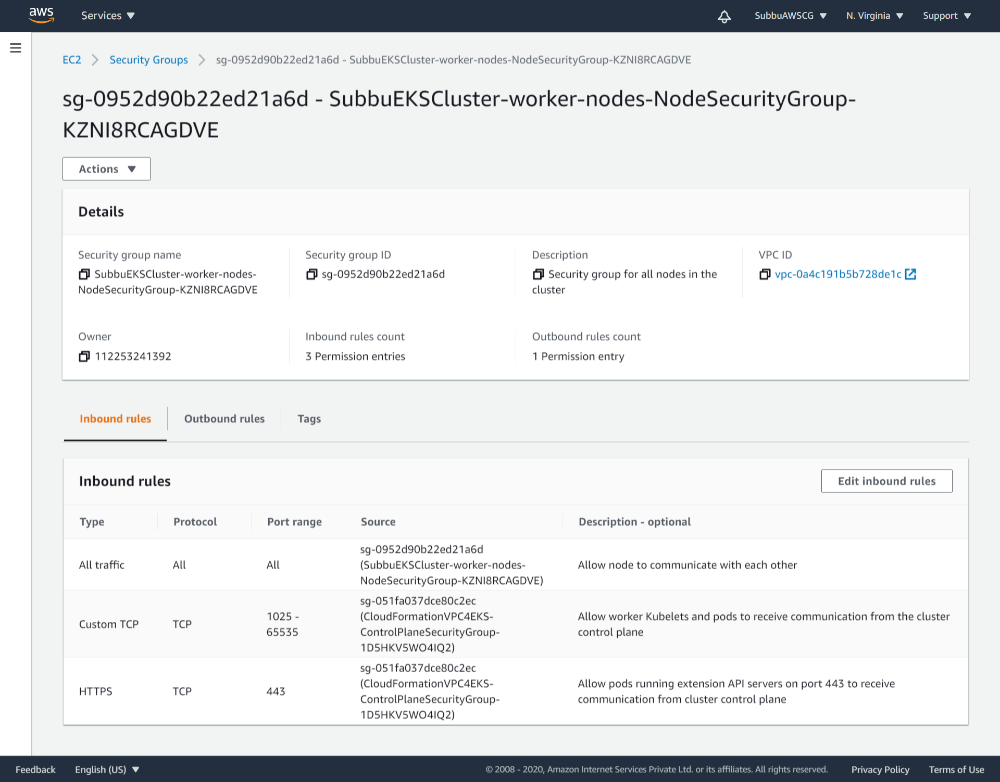 aws
Services
SubbuAWSCG
N. Virginia
Support
EC2
Security Groups
sg-0952d90b22ed21a6d - SubbuEKSCluster-worker-nodes-NodeSecurityGroup-KZNI8RCAGDVE
sg-0952d90b22ed21a6d - SubbuEKSCluster-worker-nodes-NodeSecurityGroup-
KZNI8RCAGDVE
Actions
Details
Security group name
SubbuEKSCluster-worker-nodes-
NodeSecurityGroup-KZNI8RCAGDVE
Security group ID
sg-0952d90b22ed21a6d
Description
Security group for all nodes in the
cluster
VPC ID
vpc-0a4c191b5b728de1c
Owner
112253241392
Inbound rules count
3 Permission entries
Outbound rules count
1 Permission entry
Inbound rules
Outbound rules
Tags
Inbound rules
Edit inbound rules
Type
Protocol
Port range
Source
Description - optional
All traffic
All
All
sg-0952d90b22ed21a6d
(SubbuEKSCluster-worker-nodes-
NodeSecurityGroup-KZNI8RCAGDVE)
Allow node to communicate with each other
Custom TCP
TCP
1025 -
65535
sg-051fa037dce80c2ec
(CloudFormationVPC4EKS-
ControlPlaneSecurityGroup-
1D5HKV5WO4IQ2)
Allow worker Kubelets and pods to receive communication from the cluster
control plane
HTTPS
TCP
443
sg-051fa037dce80c2ec
(CloudFormationVPC4EKS-
ControlPlaneSecurityGroup-
1D5HKV5WO4IQ2)
Allow pods running extension API servers on port 443 to receive
communication from cluster control plane
Feedback
English (US)
© 2008 - 2020, Amazon Internet Services Private Ltd. or its affiliates. All rights reserved.
Privacy Policy
Terms of Use